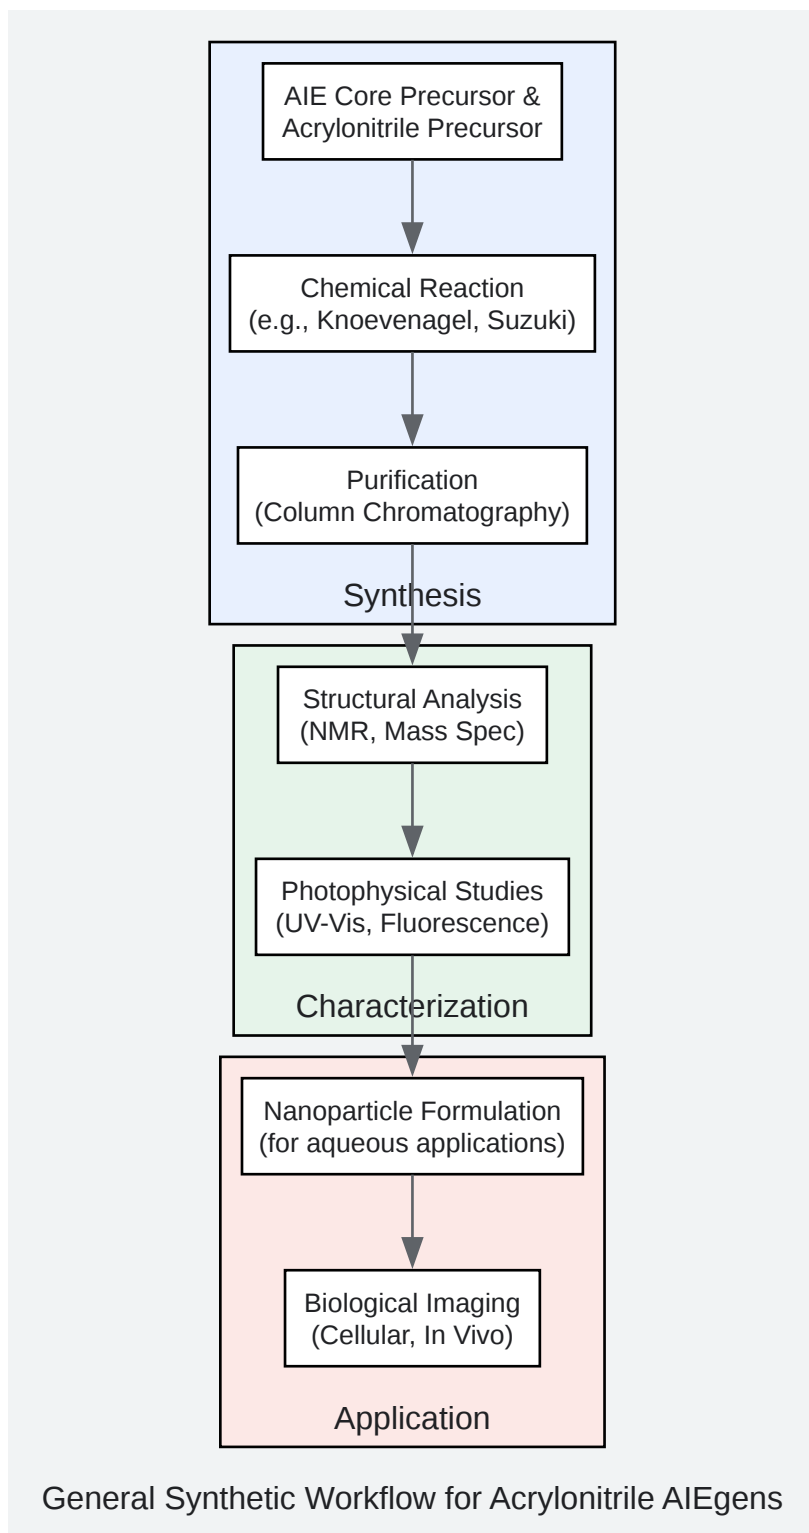 AIE Core Precursor &
Acrylonitrile Precursor
Chemical Reaction
(e.g., Knoevenagel, Suzuki)
Purification
(Column Chromatography)
Synthesis
Structural Analysis
(NMR, Mass Spec)
Photophysical Studies
(UV-Vis, Fluorescence)
Characterization
Nanoparticle Formulation
(for aqueous applications)
Biological Imaging
(Cellular, In Vivo)
Application
General Synthetic Workflow for Acrylonitrile AIEgens